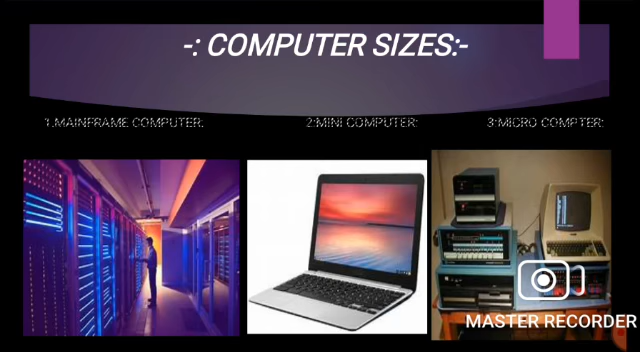 -: COMPUTER SIZES:-
1.MAINFRAME COMPUTER:
2:MINI COMPUTER:
3:MICRO COMPTER:
MASTER RECORDER